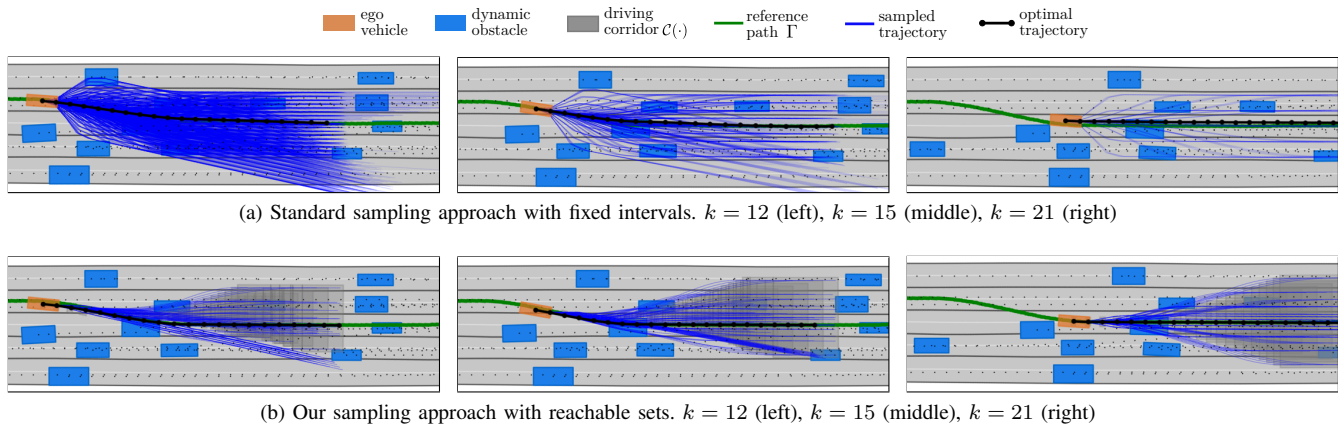 ego vehicle
dynamic obstacle
driving corridor 𝒞(·)
reference path Γ
sampled trajectory
optimal trajectory
(a) Standard sampling approach with fixed intervals. k = 12 (left), k = 15 (middle), k = 21 (right)
(b) Our sampling approach with reachable sets. k = 12 (left), k = 15 (middle), k = 21 (right)